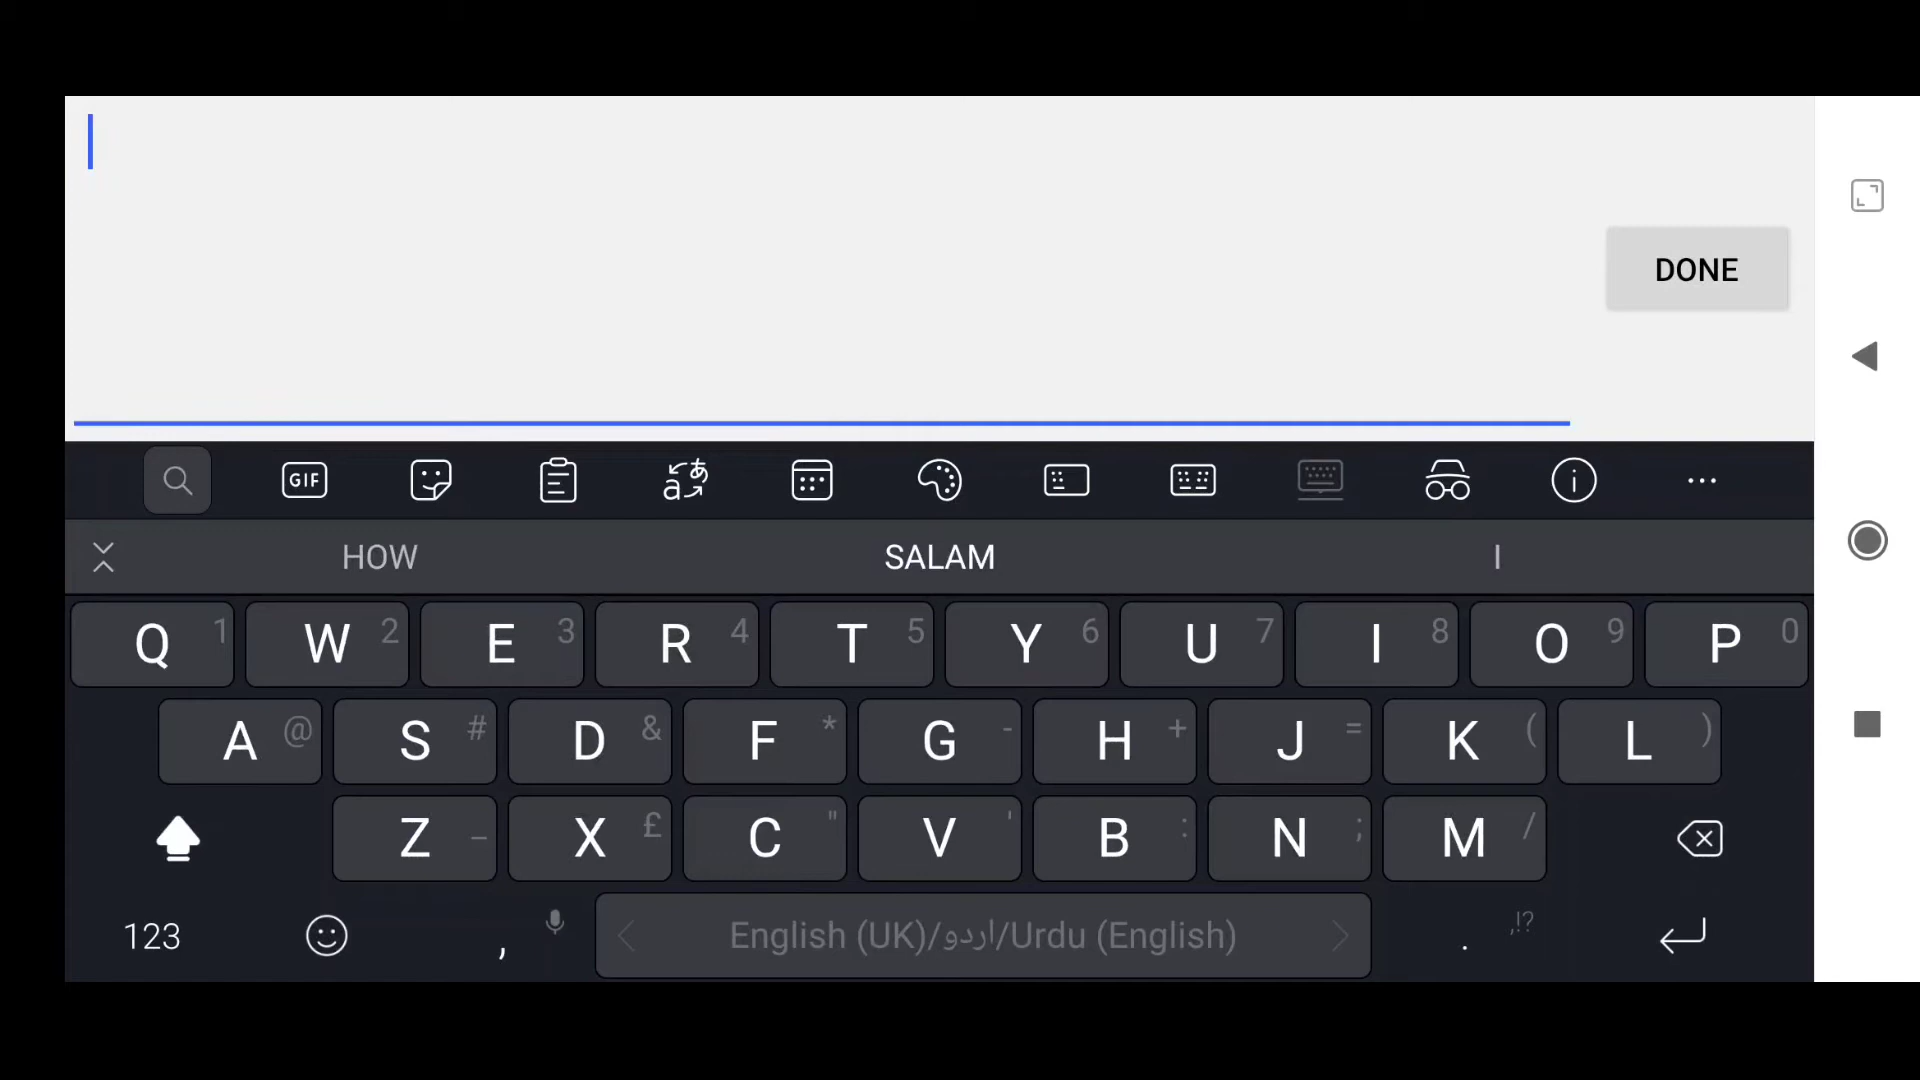 DONE
GIF
HOW SALAM I
Q 1 W 2 E 3 R 4 T 5 Y 6 U 7 I 8 O 9 P 0
A @ S # D & F * G - H + J = K ( L )
Z _ X £ C " V ' B : N ; M /
123 , English (UK)/اردو/Urdu (English) . ,!?